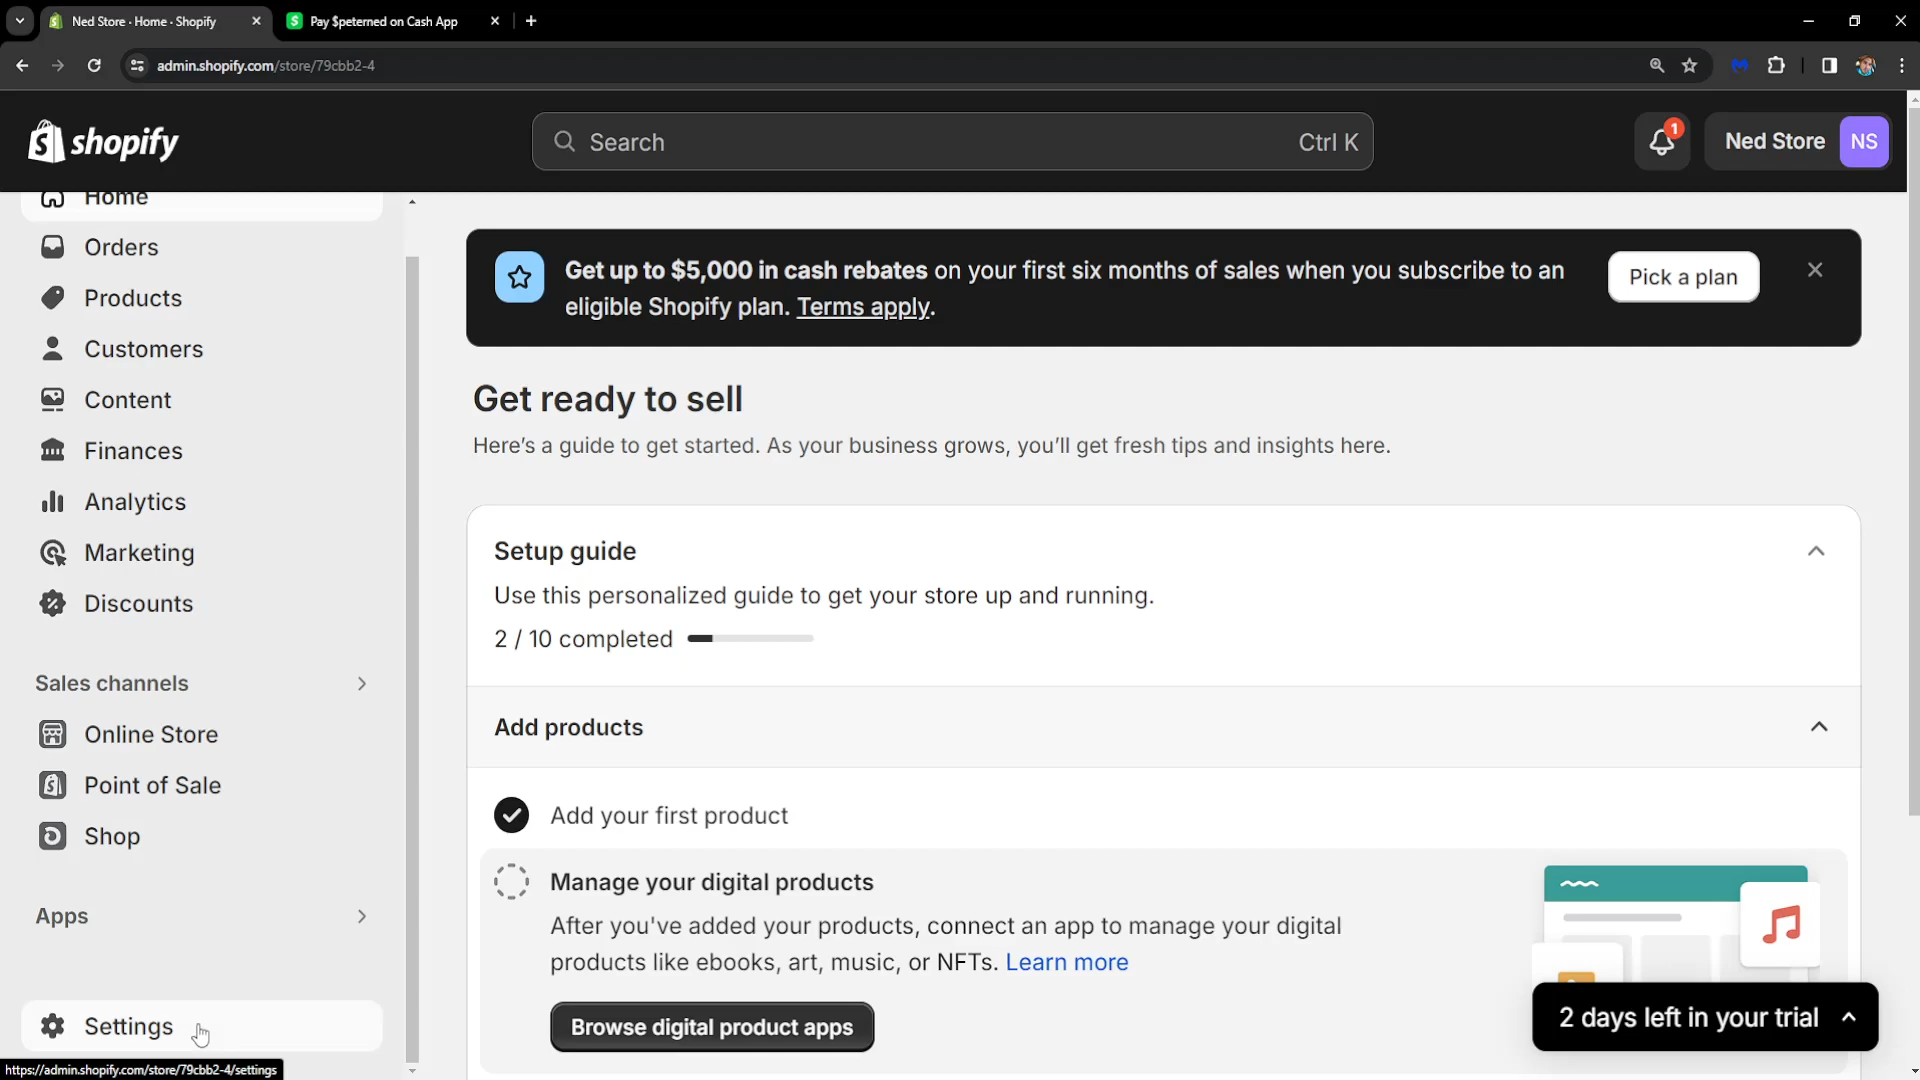 Ned Store · Home · Shopify
Pay $peterned on Cash App
admin.shopify.com/store/79cbb2-4
shopify
Search
Ctrl K
1
Ned Store
NS
Home
Orders
Products
Customers
Content
Finances
Analytics
Marketing
Discounts
Sales channels
Online Store
Point of Sale
Shop
Apps
Settings
Get up to $5,000 in cash rebates on your first six months of sales when you subscribe to an
eligible Shopify plan. Terms apply.
Pick a plan
Get ready to sell
Here's a guide to get started. As your business grows, you'll get fresh tips and insights here.
Setup guide
Use this personalized guide to get your store up and running.
2 / 10 completed
Add products
Add your first product
Manage your digital products
After you've added your products, connect an app to manage your digital
products like ebooks, art, music, or NFTs. Learn more
Browse digital product apps
2 days left in your trial
https://admin.shopify.com/store/79cbb2-4/settings